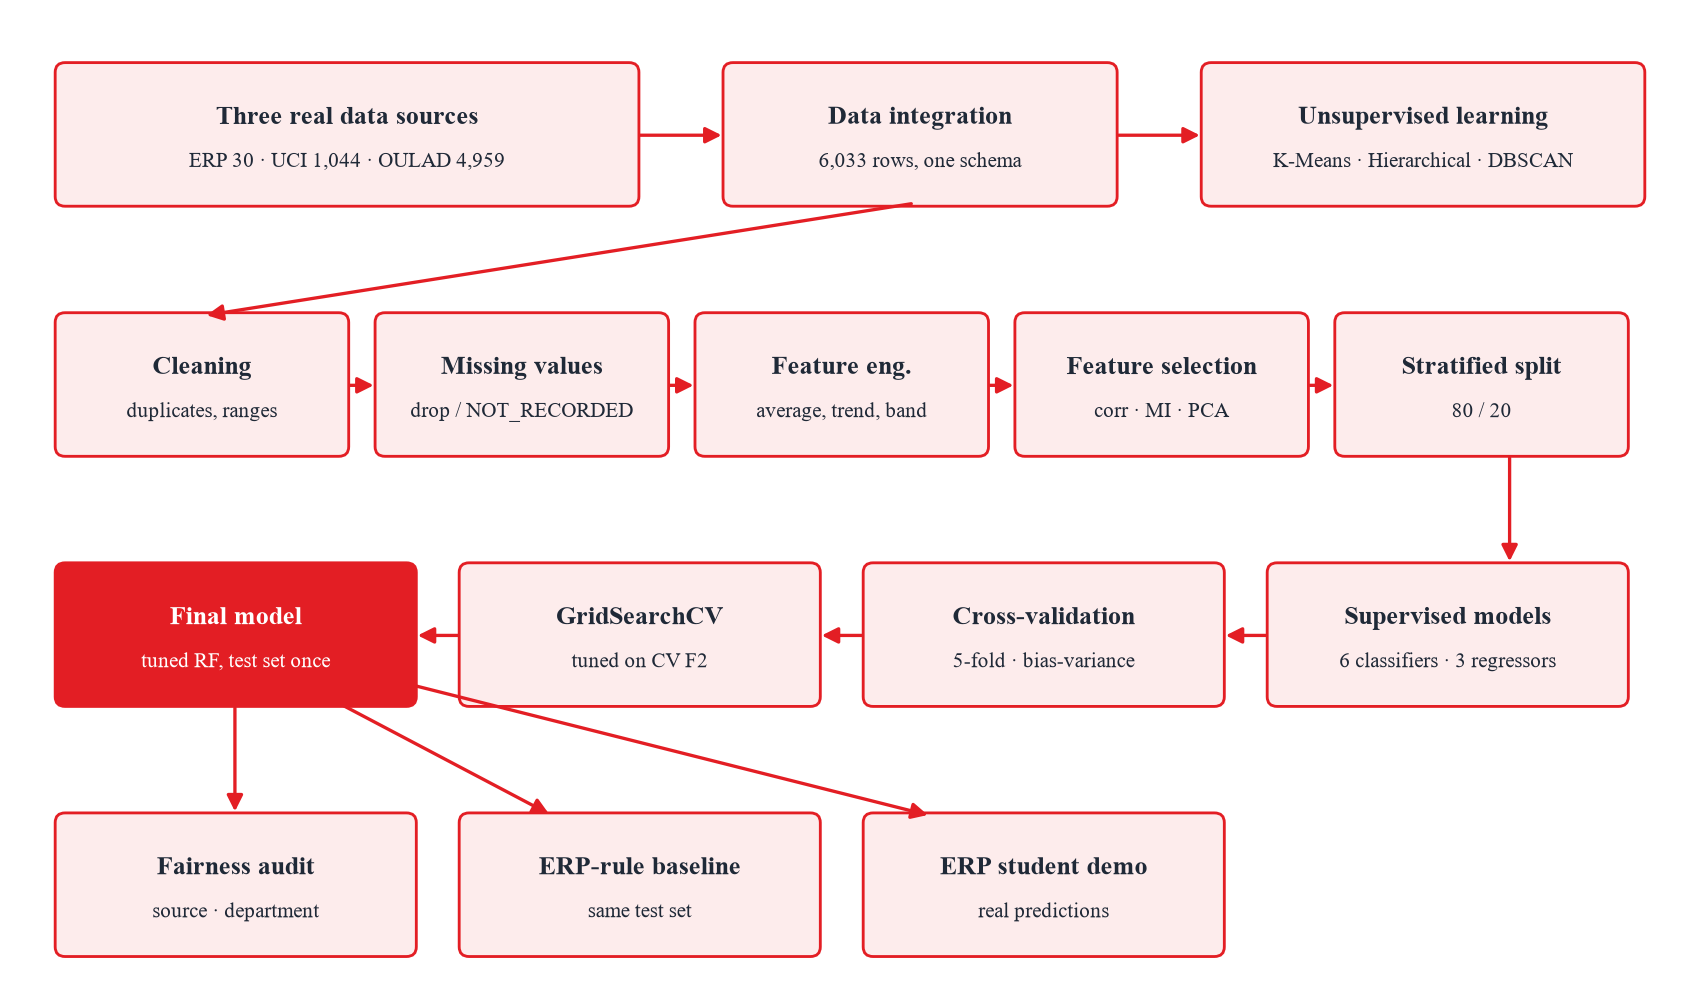 Three real data sources
ERP 30 · UCI 1,044 · OULAD 4,959
Data integration
6,033 rows, one schema
Unsupervised learning
K-Means · Hierarchical · DBSCAN
Cleaning
duplicates, ranges
Missing values
drop / NOT_RECORDED
Feature eng.
average, trend, band
Feature selection
corr · MI · PCA
Stratified split
80 / 20
Final model
tuned RF, test set once
GridSearchCV
tuned on CV F2
Cross-validation
5-fold · bias-variance
Supervised models
6 classifiers · 3 regressors
Fairness audit
source · department
ERP-rule baseline
same test set
ERP student demo
real predictions